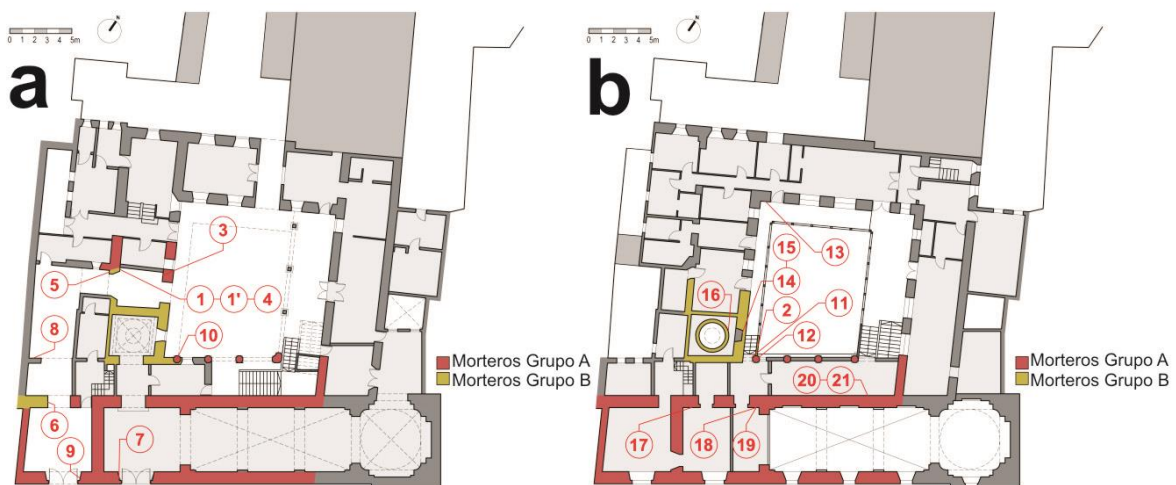 N
0 1 2 3 4 5m
a
3
5
1 1' 4
8
10
Morteros Grupo A
Morteros Grupo B
6
7
9
N
0 1 2 3 4 5m
b
13
15
14
16
2
11
12
Morteros Grupo A
Morteros Grupo B
20 21
17
18
19